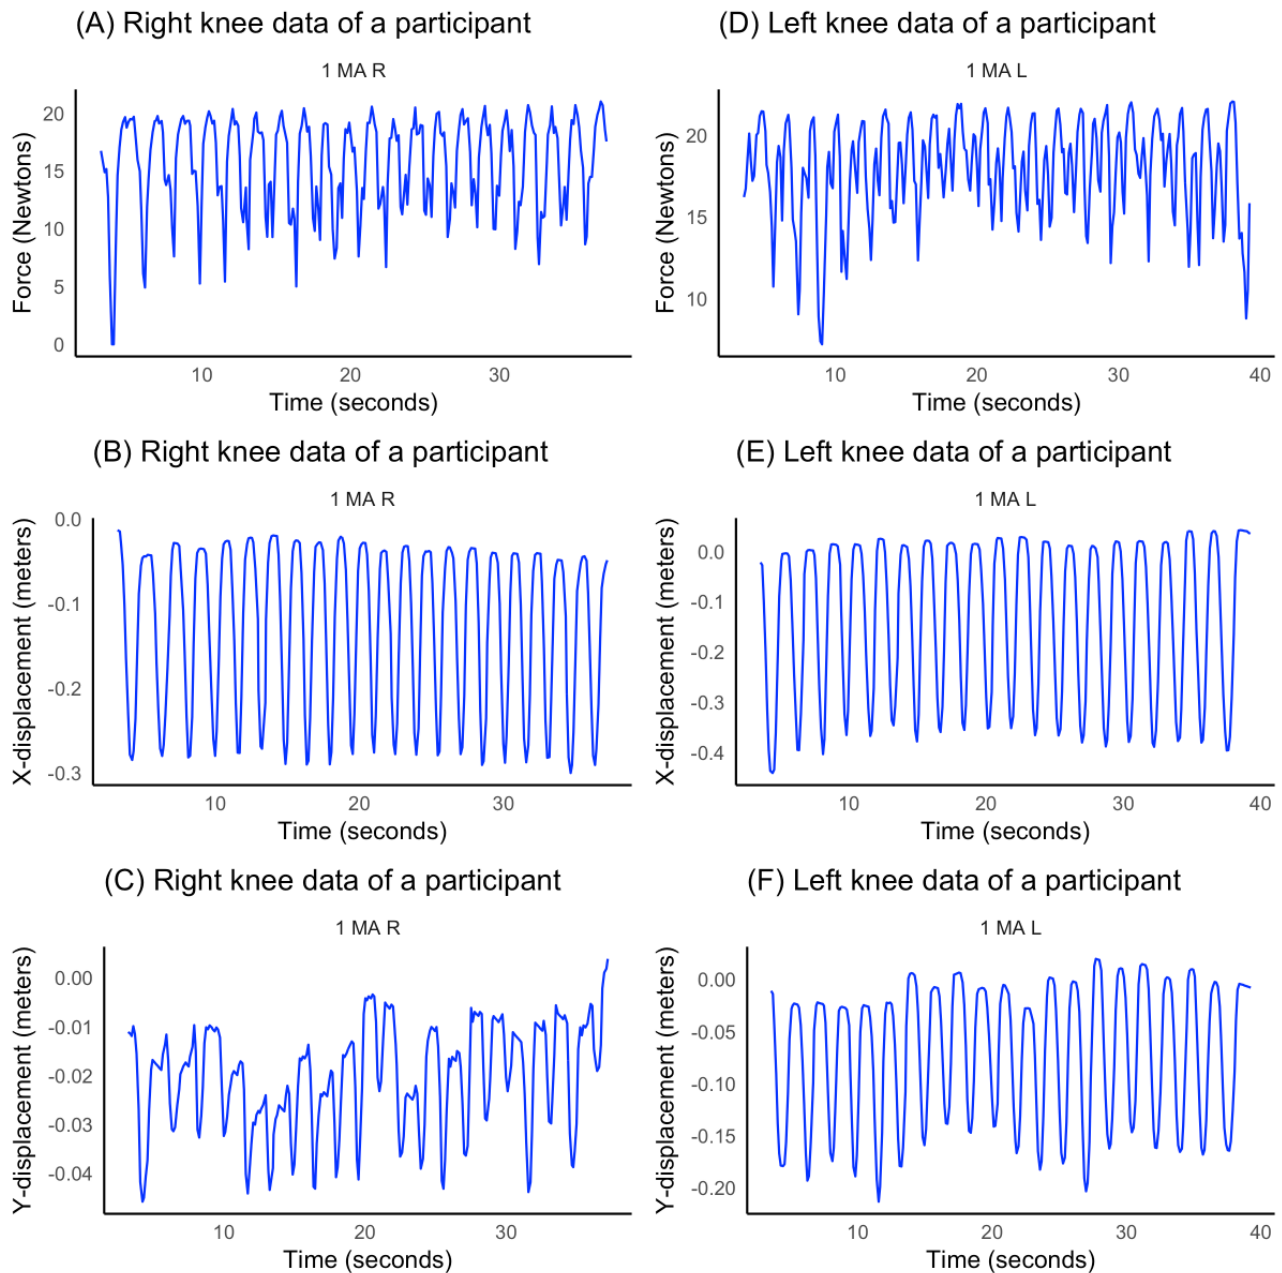 (A) Right knee data of a participant
1 MA R
Force (Newtons)
20
15
10
5
0
10 20 30
Time (seconds)
(D) Left knee data of a participant
1 MA L
Force (Newtons)
20
15
10
10 20 30 40
Time (seconds)
(B) Right knee data of a participant
1 MA R
X-displacement (meters)
0.0
-0.1
-0.2
-0.3
10 20 30
Time (seconds)
(E) Left knee data of a participant
1 MA L
X-displacement (meters)
0.0
-0.1
-0.2
-0.3
-0.4
10 20 30 40
Time (seconds)
(C) Right knee data of a participant
1 MA R
Y-displacement (meters)
0.00
-0.01
-0.02
-0.03
-0.04
10 20 30
Time (seconds)
(F) Left knee data of a participant
1 MA L
Y-displacement (meters)
0.00
-0.05
-0.10
-0.15
-0.20
10 20 30 40
Time (seconds)